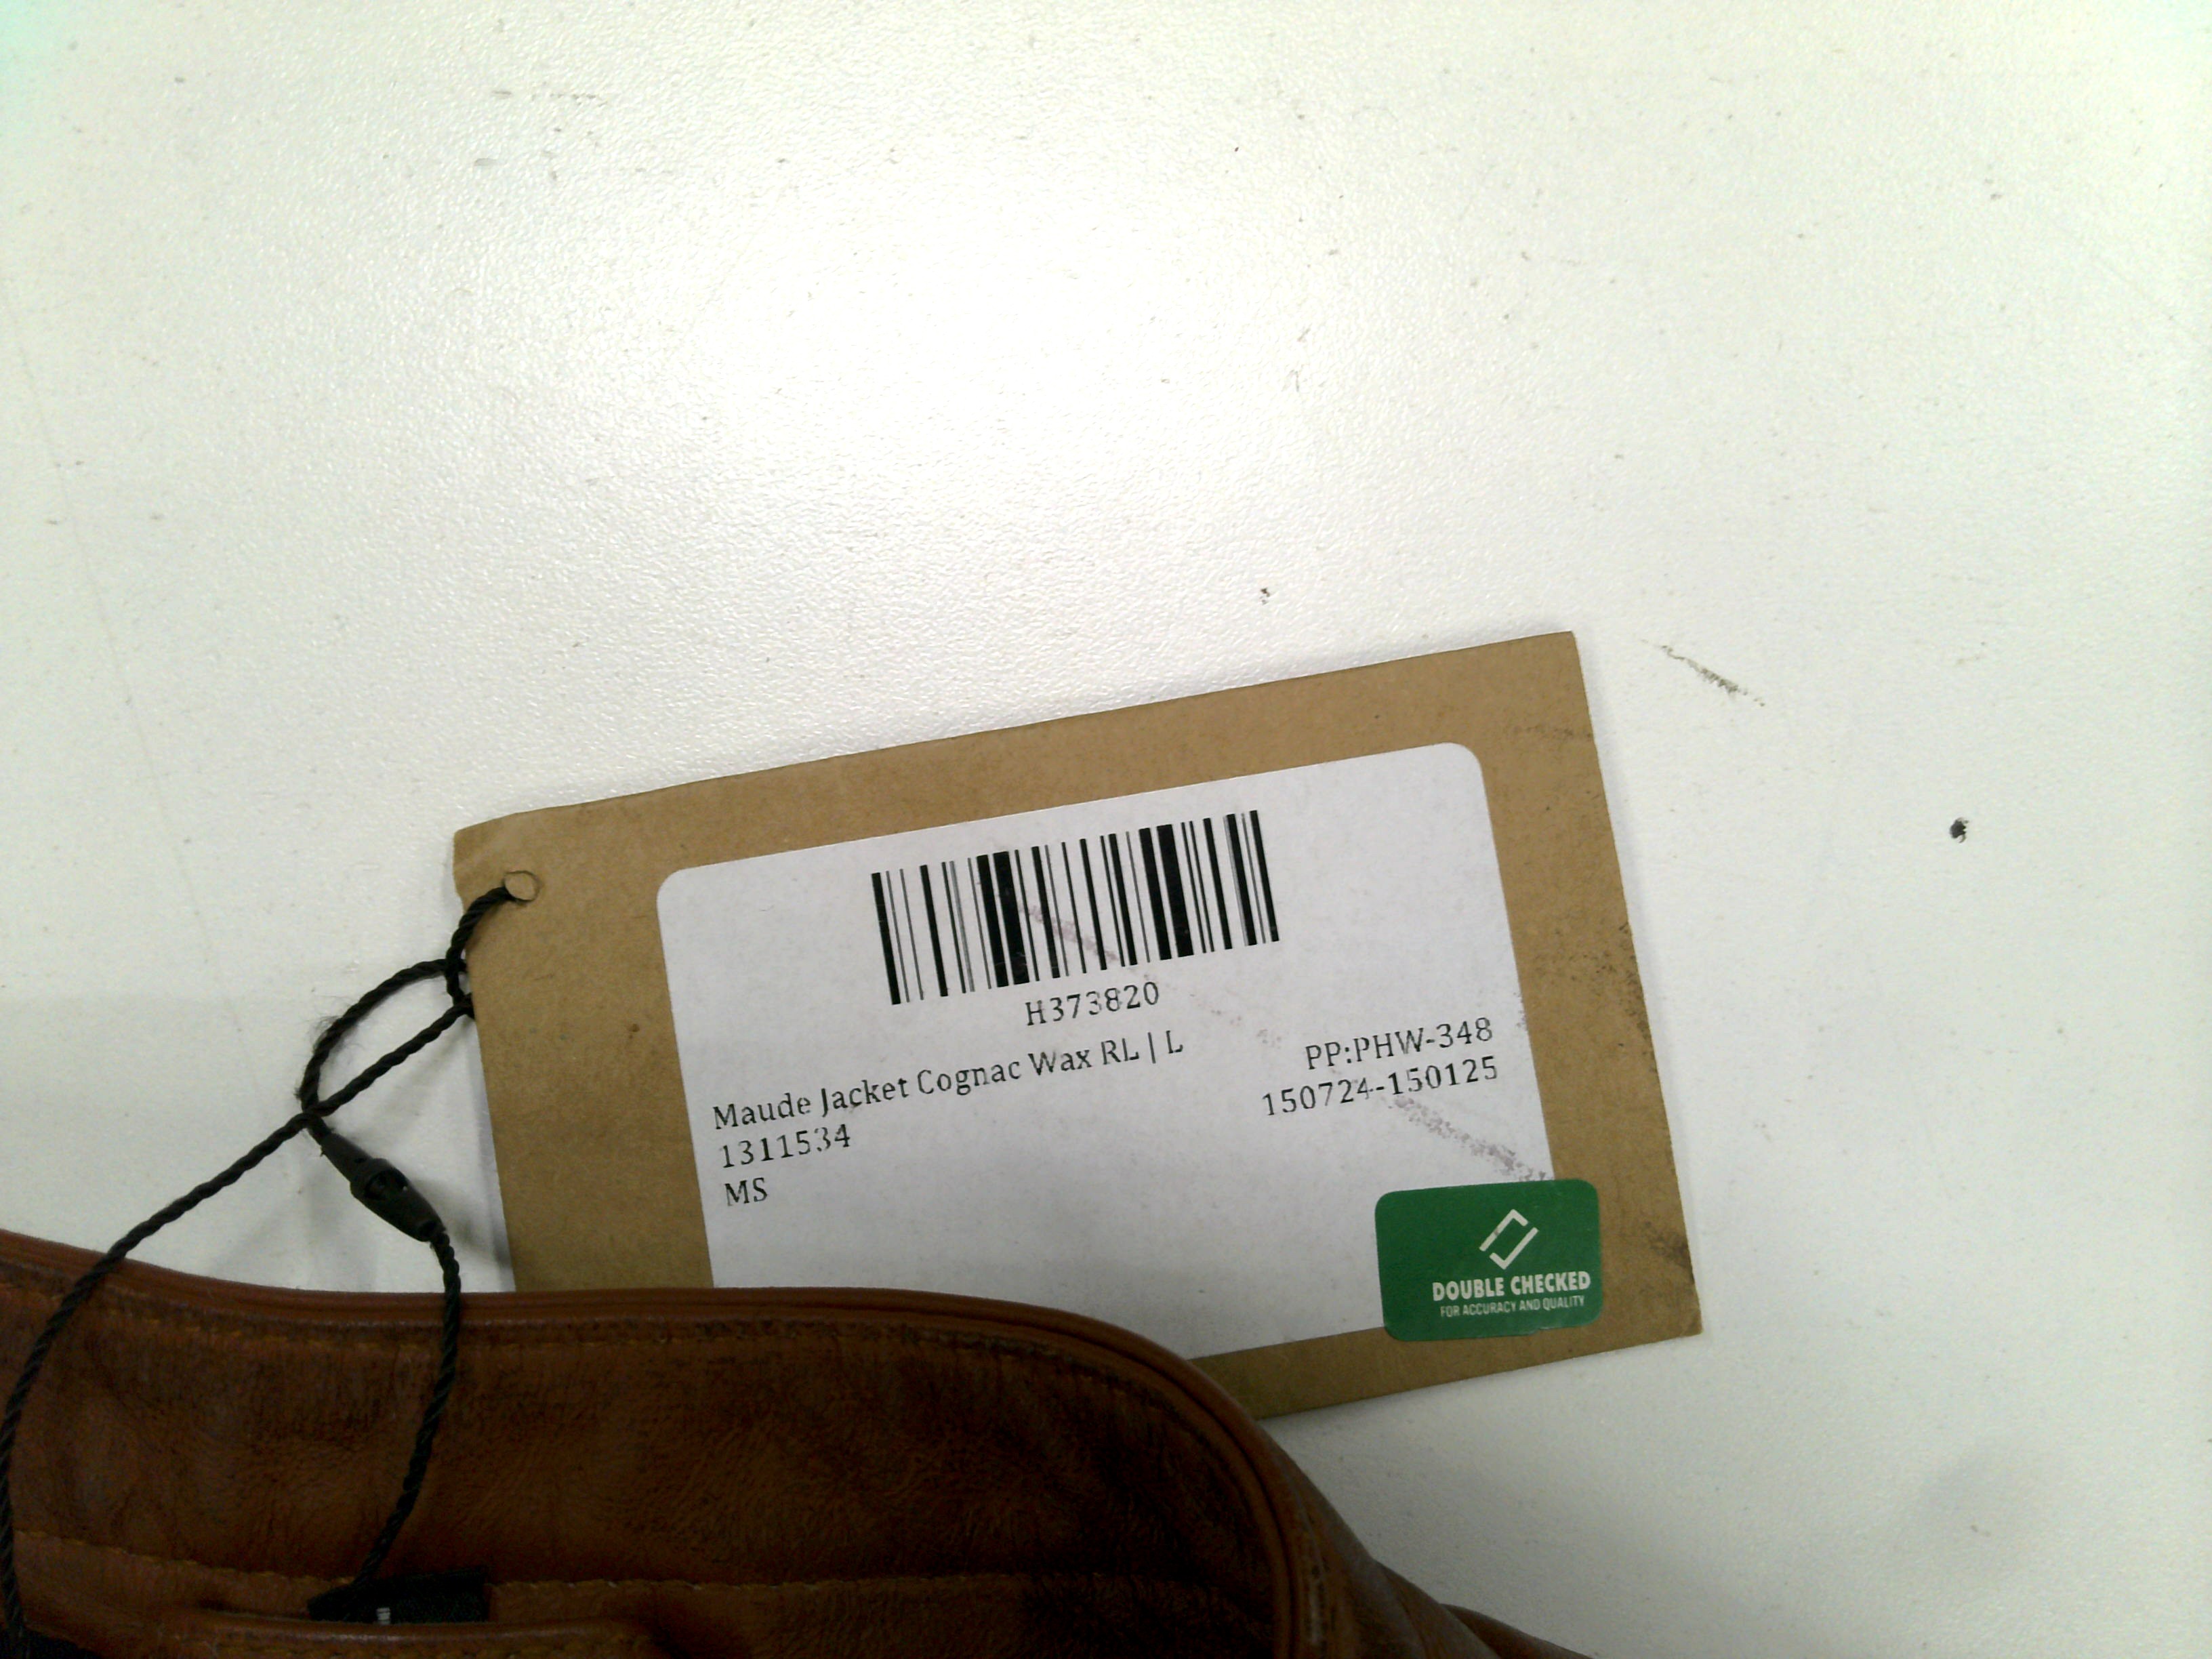 H373820
Maude Jacket Cognac Wax RL | L
PP:PHW-348
1311534
150724-150125
MS
DOUBLE CHECKED
FOR ACCURACY AND QUALITY